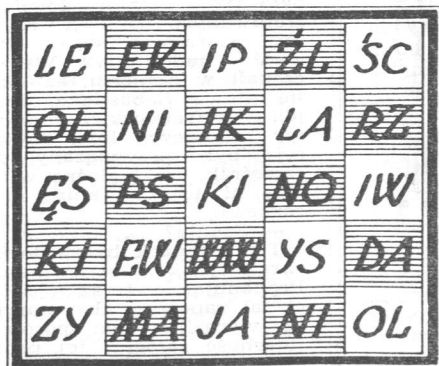 LE EK IP ŹL ŚC
OL NI IK LA RZ
ĘS PS KI NO IW
KI EW WW YS DA
ZY MA JA NI OL